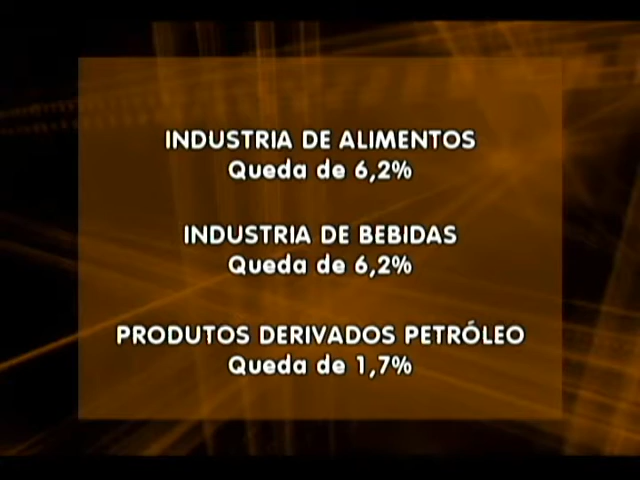 INDUSTRIA DE ALIMENTOS
Queda de 6,2%
INDUSTRIA DE BEBIDAS
Queda de 6,2%
PRODUTOS DERIVADOS PETRÓLEO
Queda de 1,7%